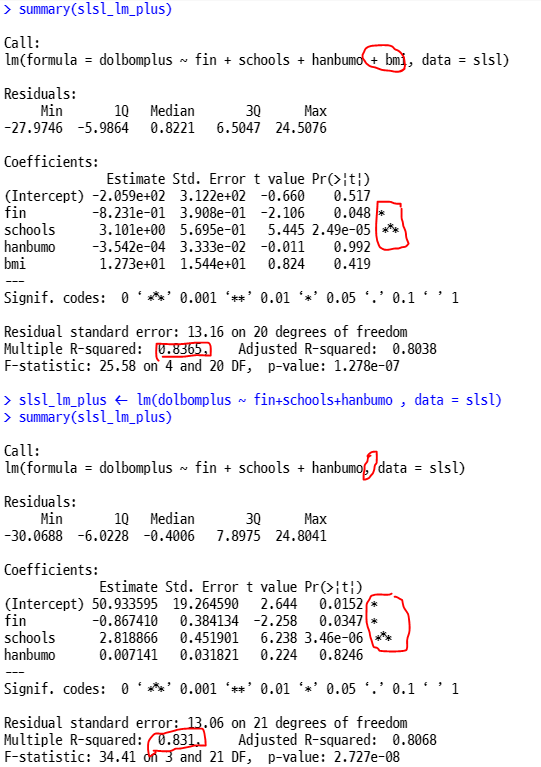 > summary(slsl_lm_plus)
Call:
lm(formula = dolbomplus ~ fin + schools + hanbumo + bmi, data = slsl)
Residuals:
Min 1Q Median 3Q Max
-27.9746 -5.9864 0.8221 6.5047 24.5076
Coefficients:
Estimate Std. Error t value Pr(>|t|)
(Intercept) -2.059e+02 3.122e+02 -0.660 0.517
fin -8.231e-01 3.908e-01 -2.106 0.048 *
schools 3.101e+00 5.695e-01 5.445 2.49e-05 ***
hanbumo -3.542e-04 3.333e-02 -0.011 0.992
bmi 1.273e+01 1.544e+01 0.824 0.419
---
Signif. codes: 0 ‘***’ 0.001 ‘**’ 0.01 ‘*’ 0.05 ‘.’ 0.1 ‘ ’ 1
Residual standard error: 13.16 on 20 degrees of freedom
Multiple R-squared: 0.8365, Adjusted R-squared: 0.8038
F-statistic: 25.58 on 4 and 20 DF, p-value: 1.278e-07
> slsl_lm_plus <- lm(dolbomplus ~ fin+schools+hanbumo , data = slsl)
> summary(slsl_lm_plus)
Call:
lm(formula = dolbomplus ~ fin + schools + hanbumo, data = slsl)
Residuals:
Min 1Q Median 3Q Max
-30.0688 -6.0228 -0.4006 7.8975 24.8041
Coefficients:
Estimate Std. Error t value Pr(>|t|)
(Intercept) 50.933595 19.264590 2.644 0.0152 *
fin -0.867410 0.384134 -2.258 0.0347 *
schools 2.818866 0.451901 6.238 3.46e-06 ***
hanbumo 0.007141 0.031821 0.224 0.8246
---
Signif. codes: 0 ‘***’ 0.001 ‘**’ 0.01 ‘*’ 0.05 ‘.’ 0.1 ‘ ’ 1
Residual standard error: 13.06 on 21 degrees of freedom
Multiple R-squared: 0.831, Adjusted R-squared: 0.8068
F-statistic: 34.41 on 3 and 21 DF, p-value: 2.727e-08